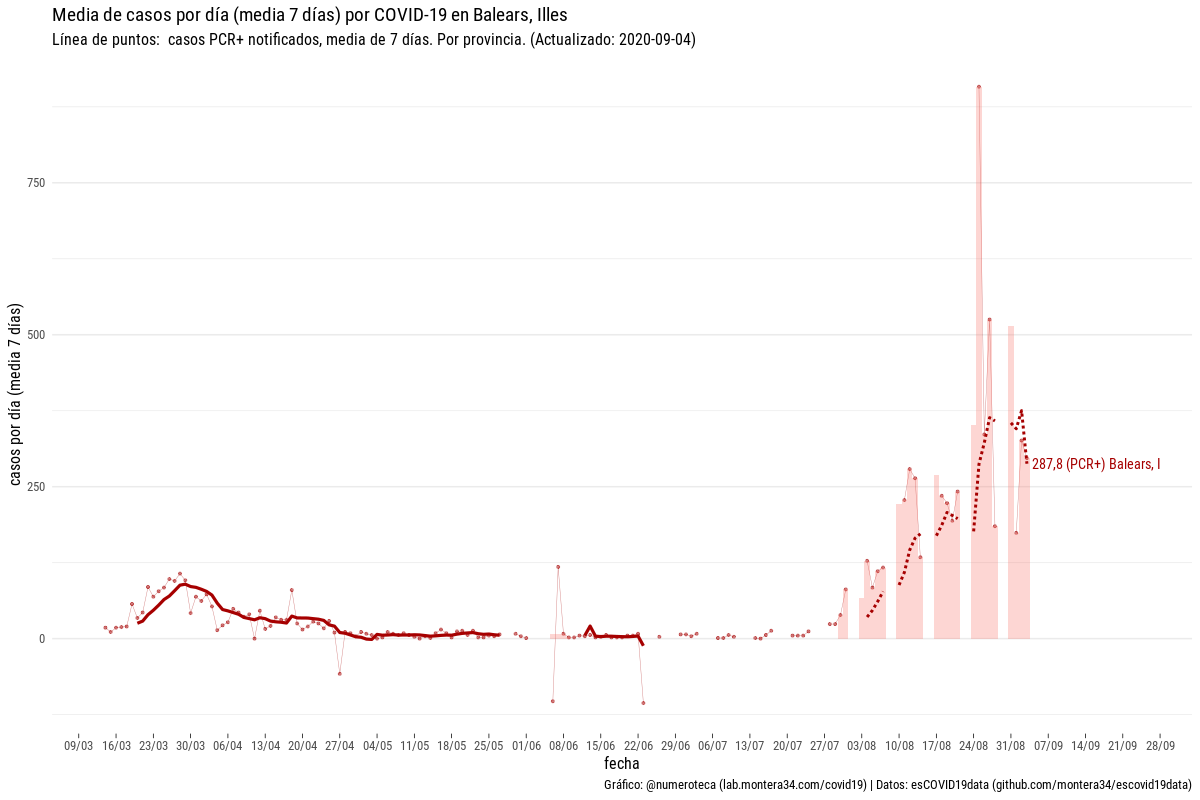 Media de casos por día (media 7 días) por COVID-19 en Balears, Illes
Línea de puntos:  casos PCR+ notificados, media de 7 días. Por provincia. (Actualizado: 2020-09-04)
casos por día (media 7 días)
750
500
250
0
287,8 (PCR+) Balears, I
09/03 16/03 23/03 30/03 06/04 13/04 20/04 27/04 04/05 11/05 18/05 25/05 01/06 08/06 15/06 22/06 29/06 06/07 13/07 20/07 27/07 03/08 10/08 17/08 24/08 31/08 07/09 14/09 21/09 28/09
fecha
Gráfico: @numeroteca (lab.montera34.com/covid19) | Datos: esCOVID19data (github.com/montera34/escovid19data)